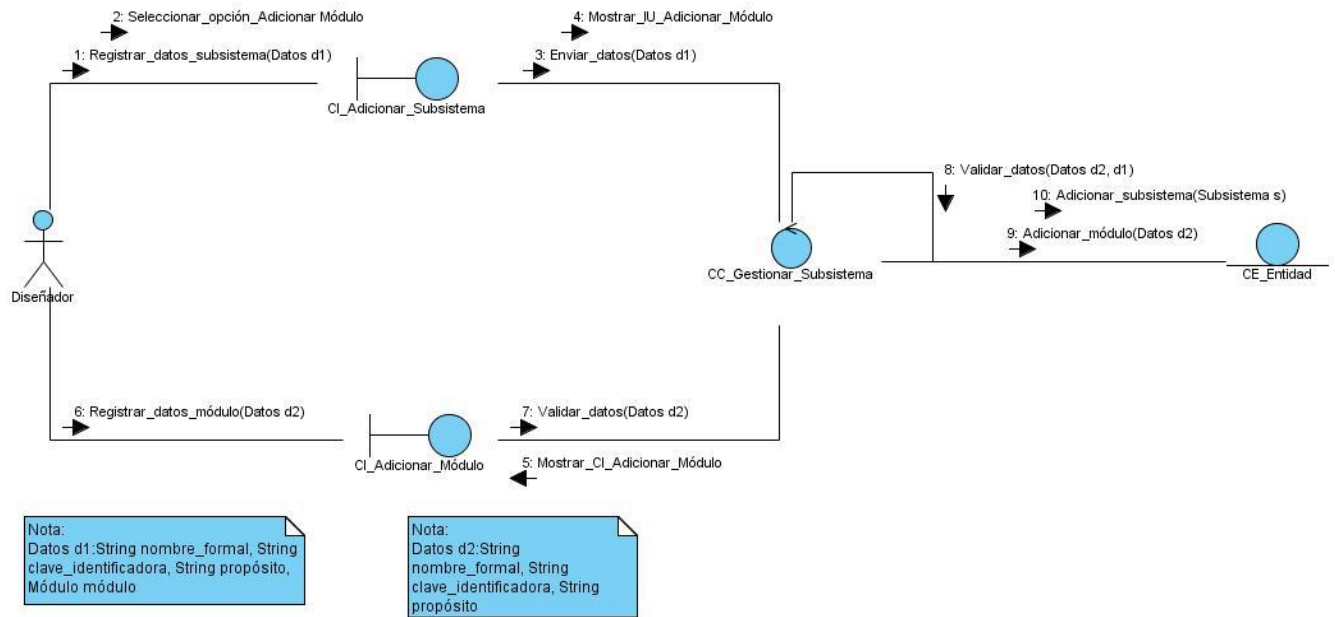 2: Seleccionar_opción_Adicionar Módulo
4: Mostrar_IU_Adicionar_Módulo
1: Registrar_datos_subsistema(Datos d1)
3: Enviar_datos(Datos d1)
CI_Adicionar_Subsistema
8: Validar_datos(Datos d2, d1)
10: Adicionar_subsistema(Subsistema s)
9: Adicionar_módulo(Datos d2)
CC_Gestionar_Subsistema
CE_Entidad
Diseñador
6: Registrar_datos_módulo(Datos d2)
7: Validar_datos(Datos d2)
CI_Adicionar_Módulo
5: Mostrar_CI_Adicionar_Módulo
Nota:
Datos d1:String nombre_formal, String
clave_identificadora, String propósito,
Módulo módulo
Nota:
Datos d2:String
nombre_formal, String
clave_identificadora, String
propósito